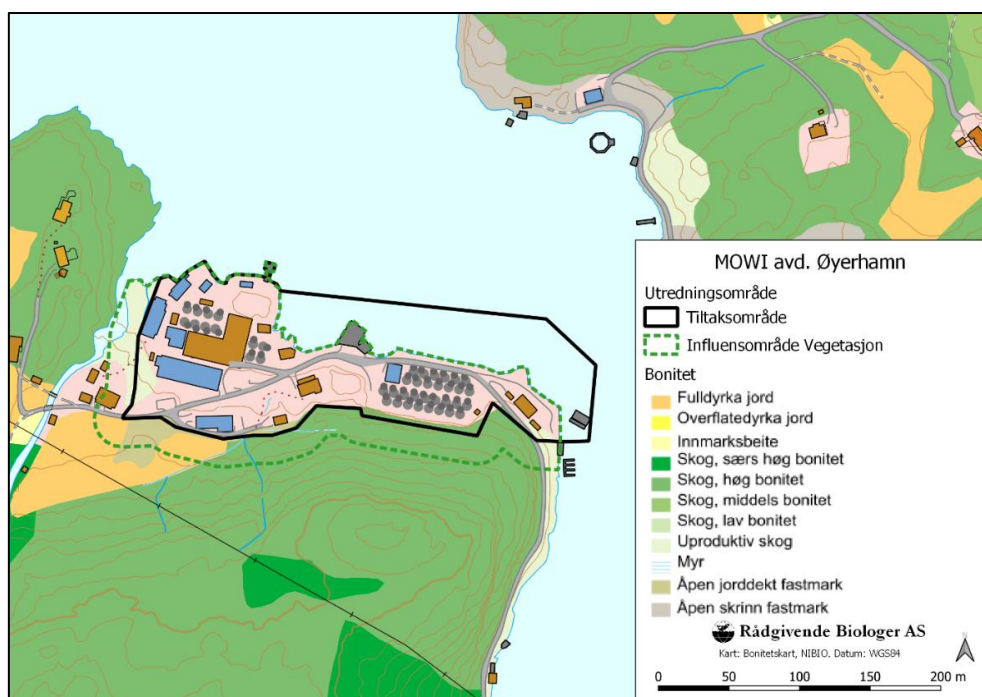 MOWI avd. Øyerhamn
Utredningsområde
Tiltaksområde
Influensområde Vegetasjon
Bonitet
Fulldyrka jord
Overflatedyrka jord
Innmarksbeite
Skog, særs høg bonitet
Skog, høg bonitet
Skog, middels bonitet
Skog, lav bonitet
Uproduktiv skog
Myr
Åpen jorddekt fastmark
Åpen skrinn fastmark
Rådgivende Biologer AS
Kart: Bonitetskart, NIBIO. Datum: WGS84
0 50 100 150 200 m